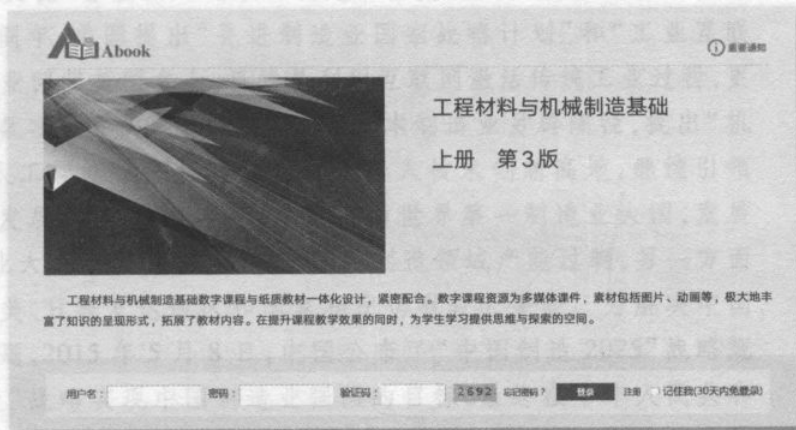 Abook
重要通知
工程材料与机械制造基础
上册 第3版
工程材料与机械制造基础数字课程与纸质教材一体化设计，紧密配合。数字课程资源为多媒体课件，素材包括图片、动画等，极大地丰
富了知识的呈现形式，拓展了教材内容。在提升课程教学效果的同时，为学生学习提供思维与探索的空间。
用户名： 密码： 验证码： 2692 忘记密码？ 登录 注册 记住我(30天内免登录)